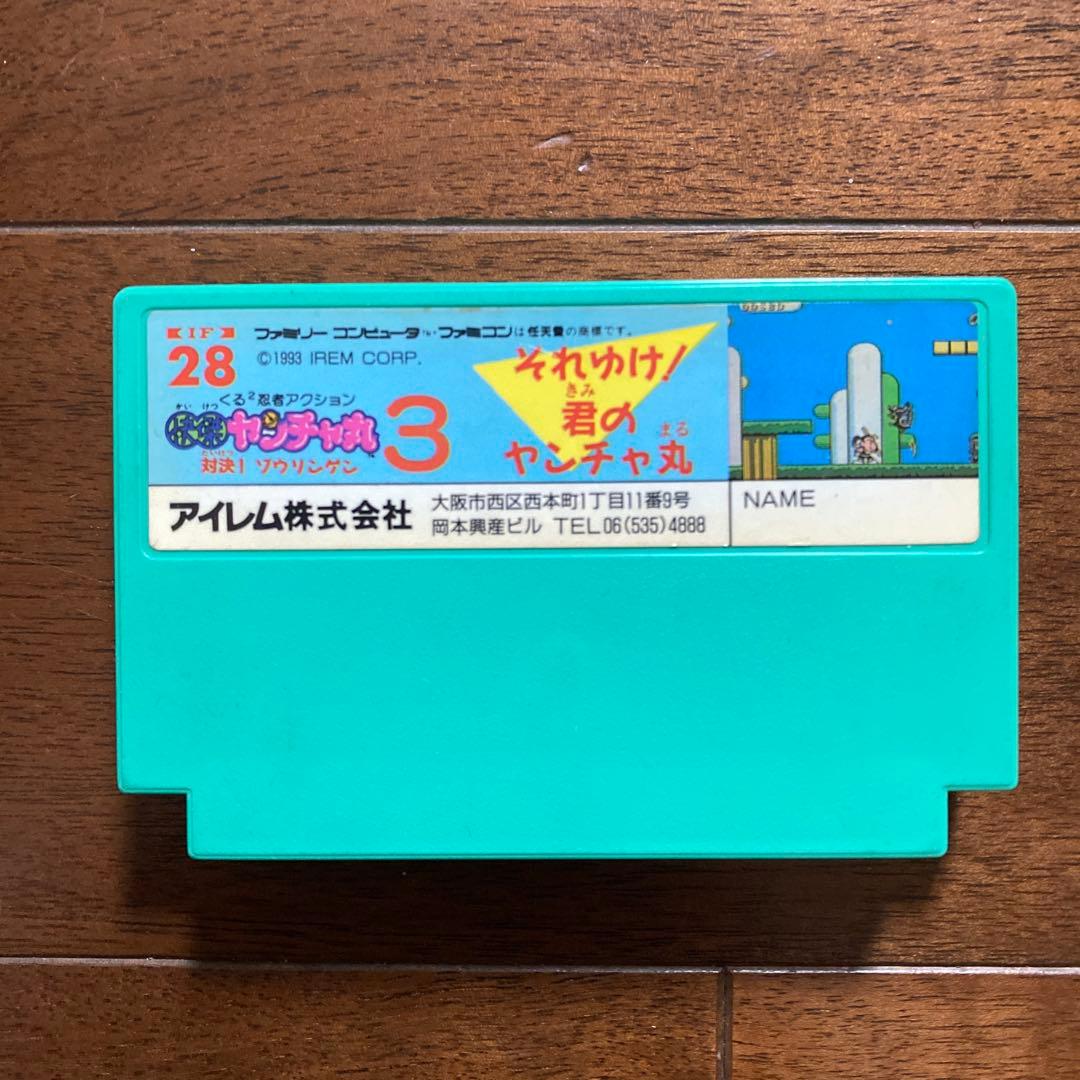 IF
28
ファミリー コンピュータ™・ファミコンは任天堂の商標です。
©1993 IREM CORP.
くる²忍者アクション
かい けつ
快傑ヤンチャ丸™ 3
たいけつ
対決!ゾウリンゲン
それゆけ!
きみ
君の
まる
ヤンチャ丸
アイレム株式会社
大阪市西区西本町1丁目11番9号
岡本興産ビル TEL.06(535)4888
NAME